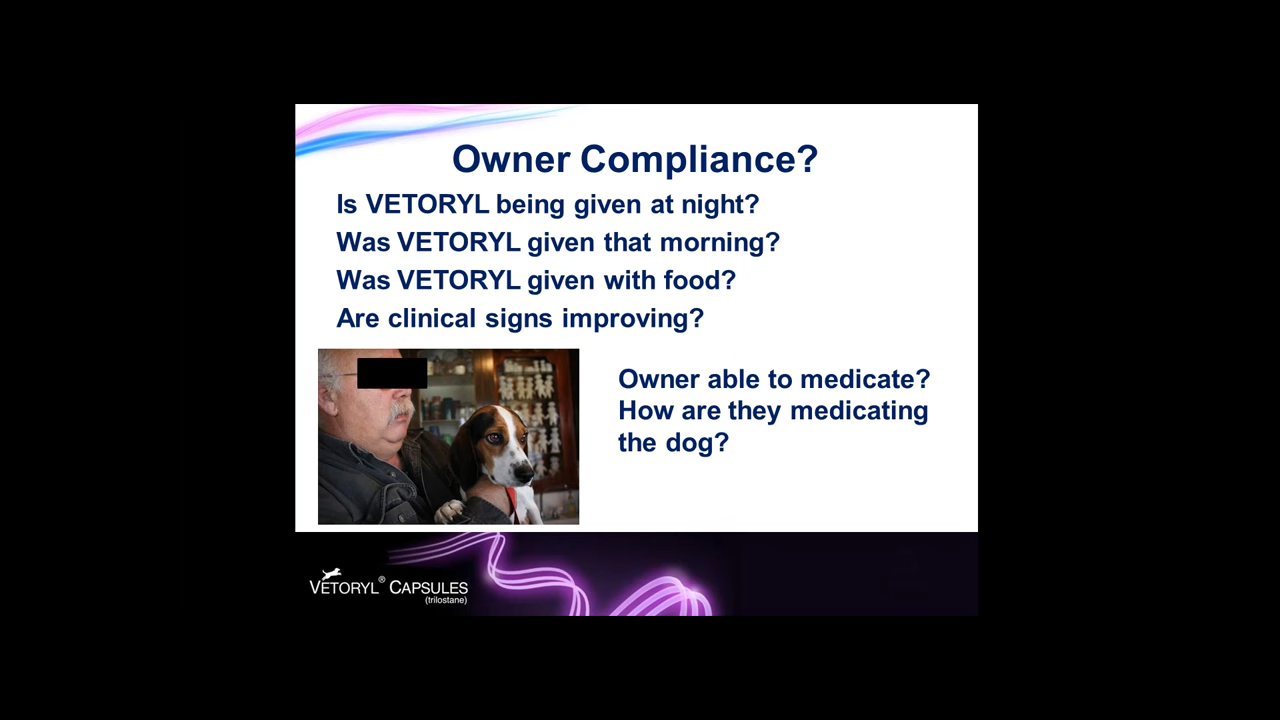 Owner Compliance?
Is VETORYL being given at night?
Was VETORYL given that morning?
Was VETORYL given with food?
Are clinical signs improving?
Owner able to medicate?
How are they medicating
the dog?
VETORYL® CAPSULES
(trilostane)